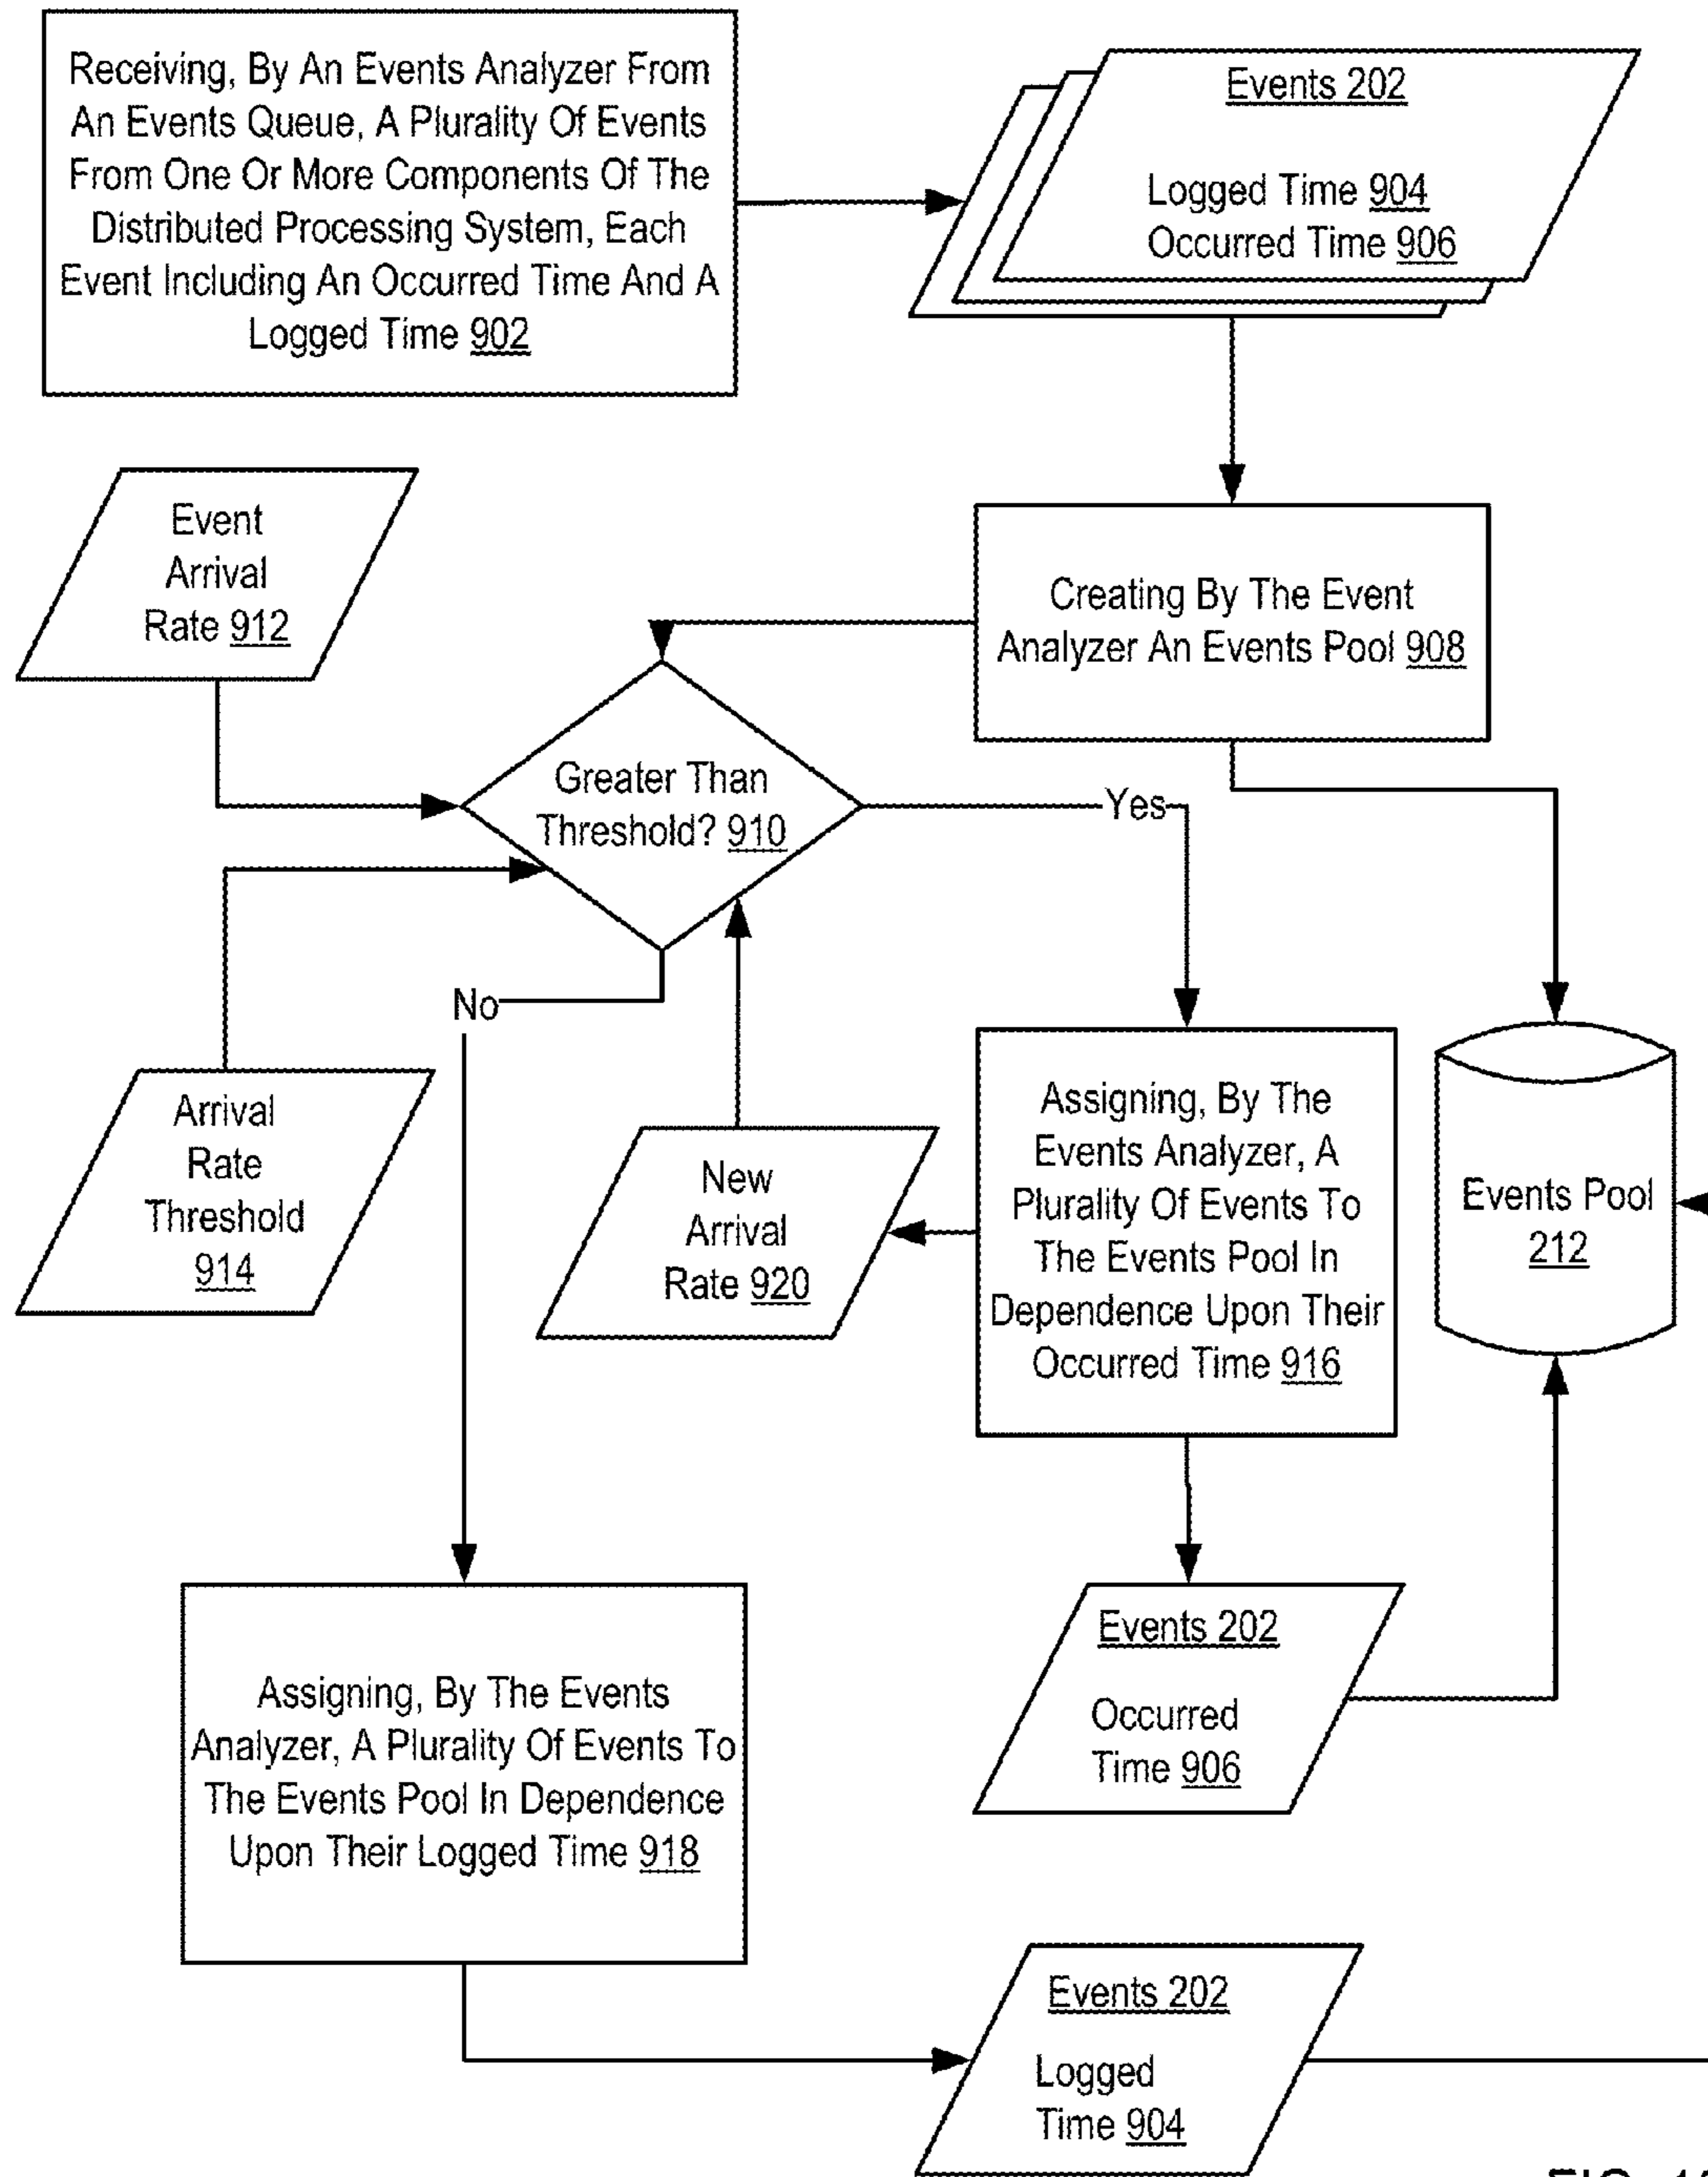 Receiving, By An Events Analyzer From
An Events Queue, A Plurality Of Events
From One Or More Components Of The
Distributed Processing System, Each
Event Including An Occurred Time And A
Logged Time 902
Events 202
Logged Time 904
Occurred Time 906
Event
Arrival
Rate 912
Creating By The Event
Analyzer An Events Pool 908
Greater Than
Threshold? 910
Yes
No
Arrival
Rate
Threshold
914
New
Arrival
Rate 920
Assigning, By The
Events Analyzer, A
Plurality Of Events To
The Events Pool In
Dependence Upon Their
Occurred Time 916
Events Pool
212
Events 202
Occurred
Time 906
Assigning, By The Events
Analyzer, A Plurality Of Events To
The Events Pool In Dependence
Upon Their Logged Time 918
Events 202
Logged
Time 904